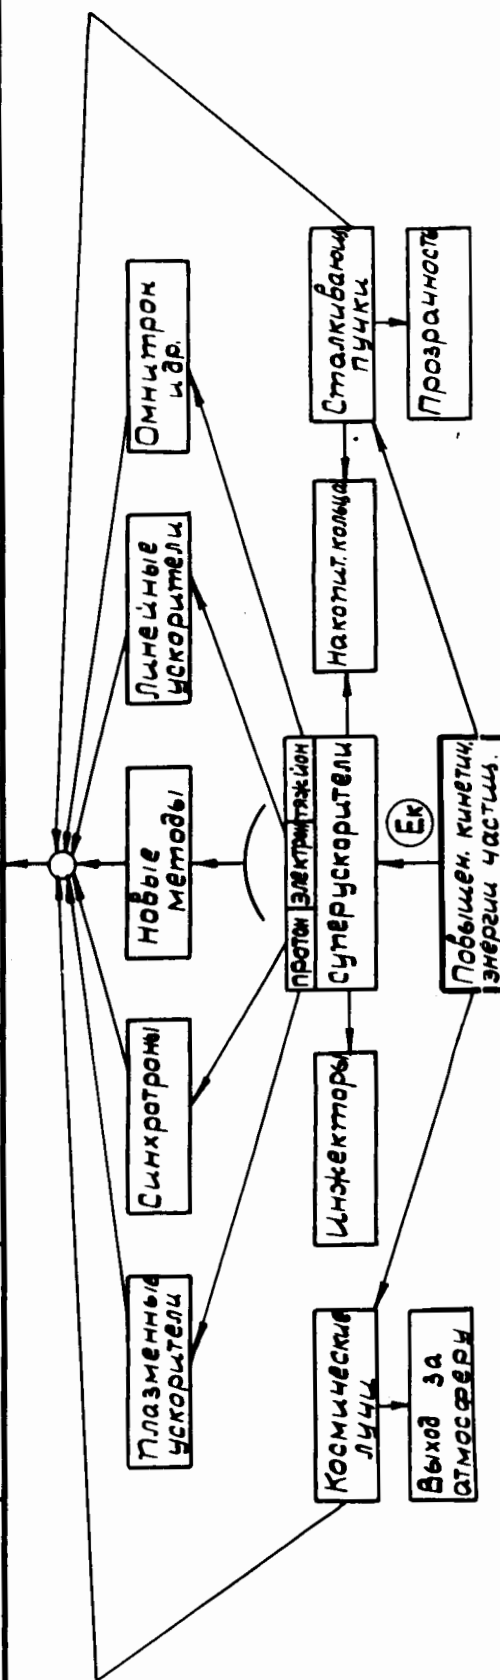 Плазменные
ускорители
Синхротроны
Новые
методы
Линейные
ускорители
Омнитрон
и др.
протон электрон тяж ион
Суперускорители
Космические
лучи
Инжекторы
Накопит. кольца
Сталкивающ
пучки
Выход за
атмосферу
Прозрачность
Ек
Повышен. кинетич.
энергии частиц.